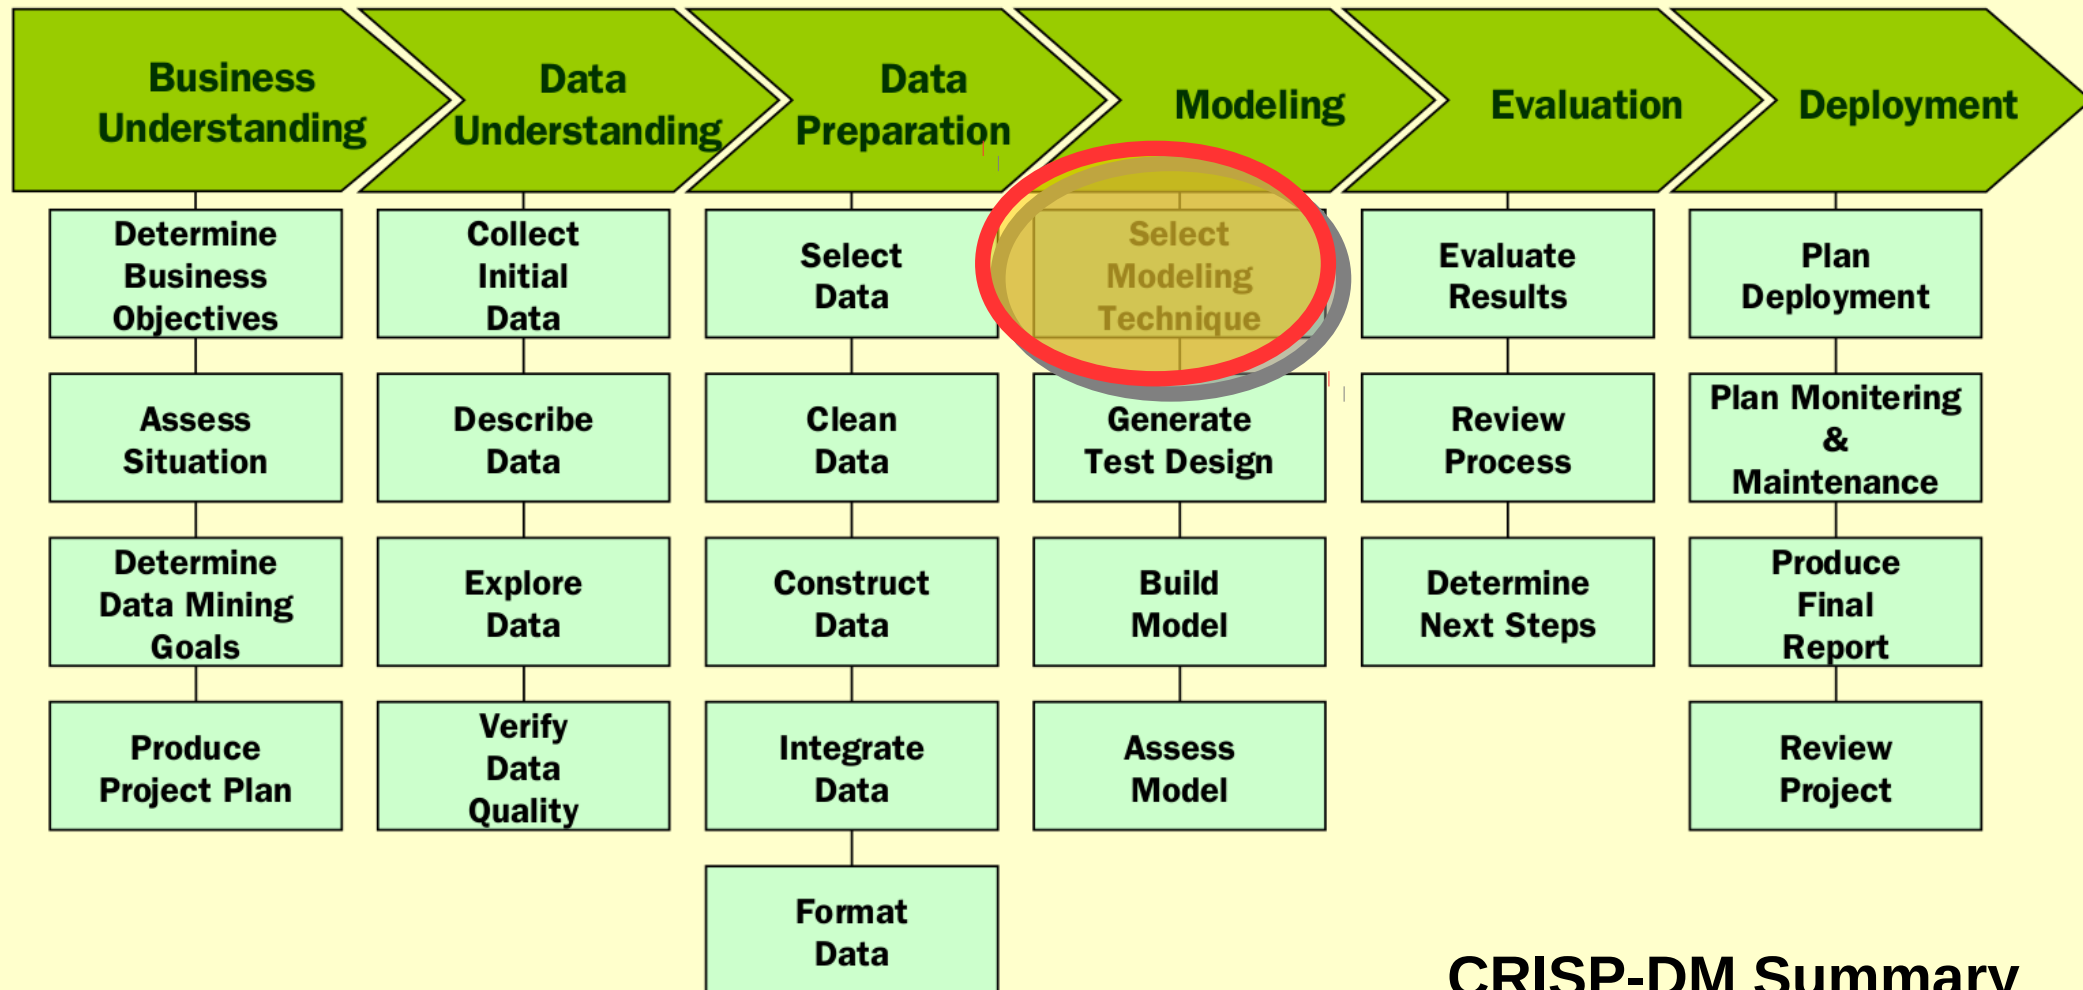 Business
Understanding
Data
Understanding
Data
Preparation
Modeling
Evaluation
Deployment
Determine
Business
Objectives
Assess
Situation
Determine
Data Mining
Goals
Produce
Project Plan
Collect
Initial
Data
Describe
Data
Explore
Data
Verify
Data
Quality
Select
Data
Clean
Data
Construct
Data
Integrate
Data
Format
Data
Select
Modeling
Technique
Generate
Test Design
Build
Model
Assess
Model
Evaluate
Results
Review
Process
Determine
Next Steps
Plan
Deployment
Plan Monitering
&
Maintenance
Produce
Final
Report
Review
Project
CRISP-DM Summary